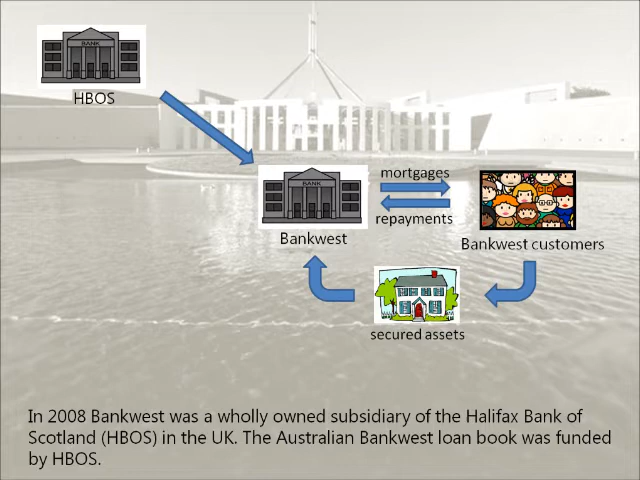 BANK
HBOS
BANK
mortgages
repayments
Bankwest
Bankwest customers
secured assets
In 2008 Bankwest was a wholly owned subsidiary of the Halifax Bank of
Scotland (HBOS) in the UK. The Australian Bankwest loan book was funded
by HBOS.